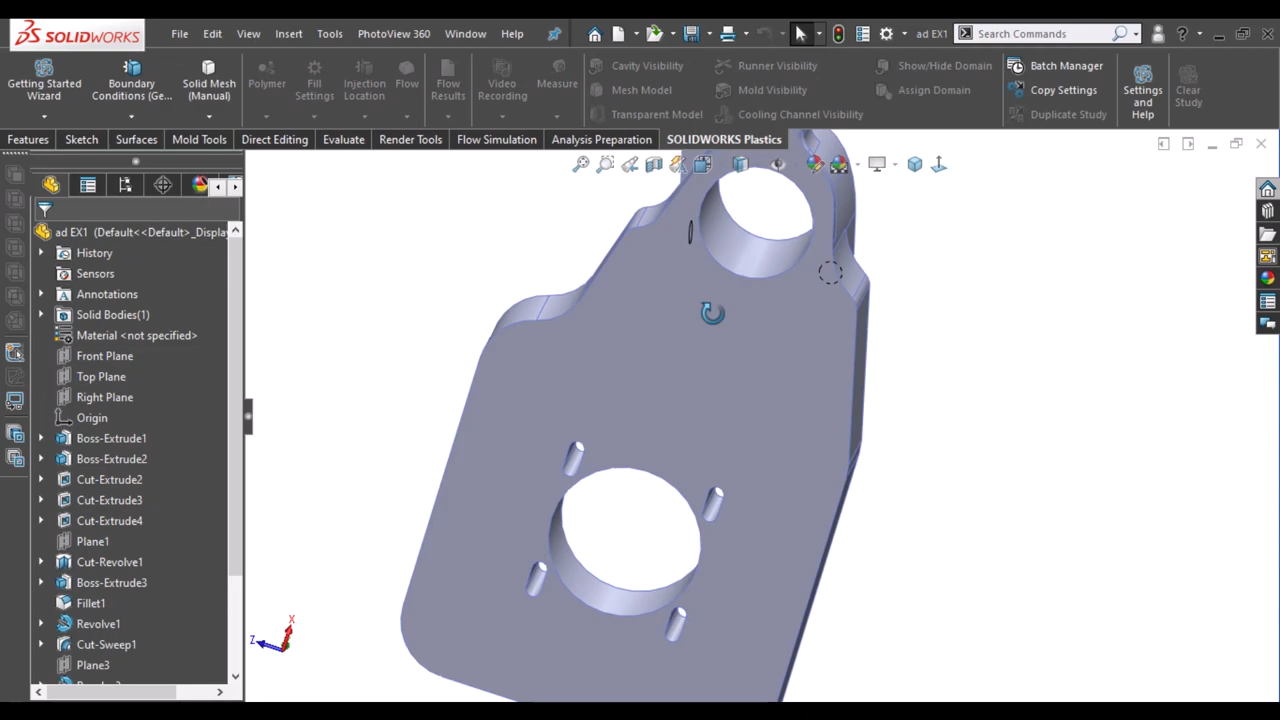 SOLIDWORKS
File Edit View Insert Tools PhotoView 360 Window Help
ad EX1
Search Commands
?
Getting Started Wizard
Boundary Conditions (Ge...
Solid Mesh (Manual)
Polymer
Fill Settings
Injection Location
Flow
Flow Results
Video Recording
Measure
Cavity Visibility
Mesh Model
Transparent Model
Runner Visibility
Mold Visibility
Cooling Channel Visibility
Show/Hide Domain
Assign Domain
Batch Manager
Copy Settings
Duplicate Study
Settings and Help
Clear Study
Features Sketch Surfaces Mold Tools Direct Editing Evaluate Render Tools Flow Simulation Analysis Preparation SOLIDWORKS Plastics
ad EX1 (Default<<Default>_Display
History
Sensors
Annotations
Solid Bodies(1)
Material <not specified>
Front Plane
Top Plane
Right Plane
Origin
Boss-Extrude1
Boss-Extrude2
Cut-Extrude2
Cut-Extrude3
Cut-Extrude4
Plane1
Cut-Revolve1
Boss-Extrude3
Fillet1
Revolve1
Cut-Sweep1
Plane3
X
Z